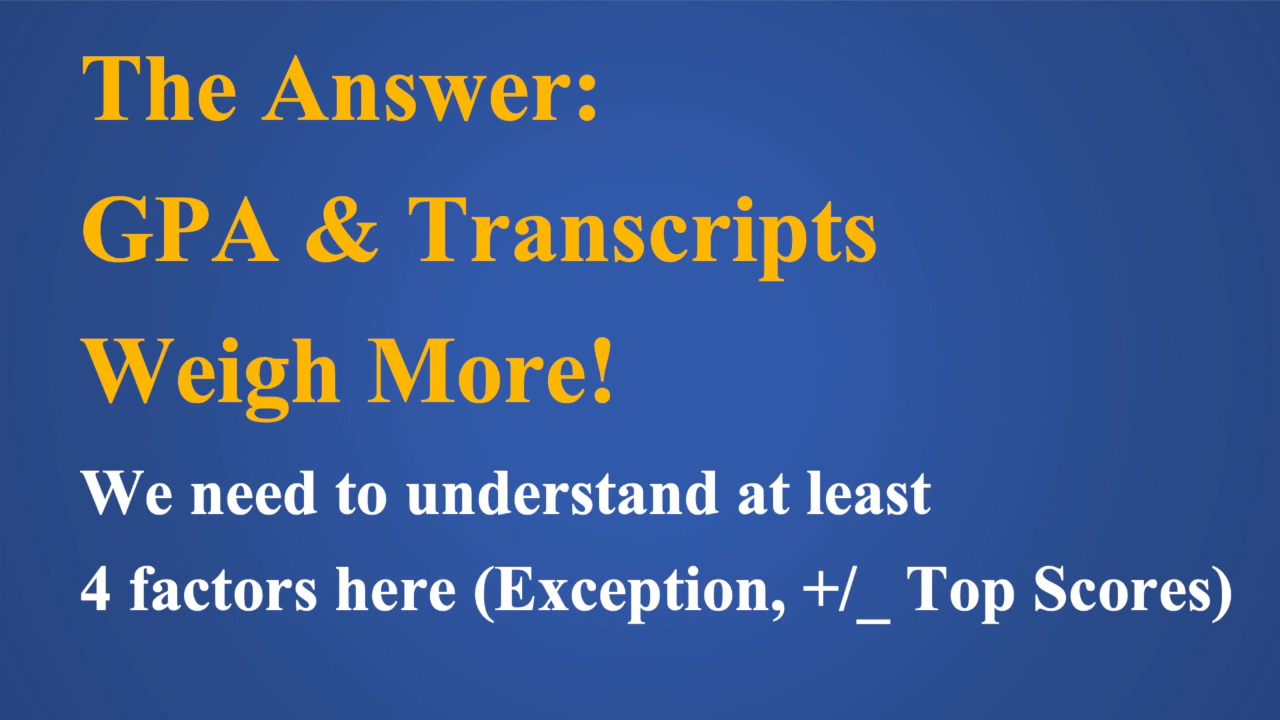 The Answer:
GPA & Transcripts
Weigh More!
We need to understand at least
4 factors here (Exception, +/_ Top Scores)